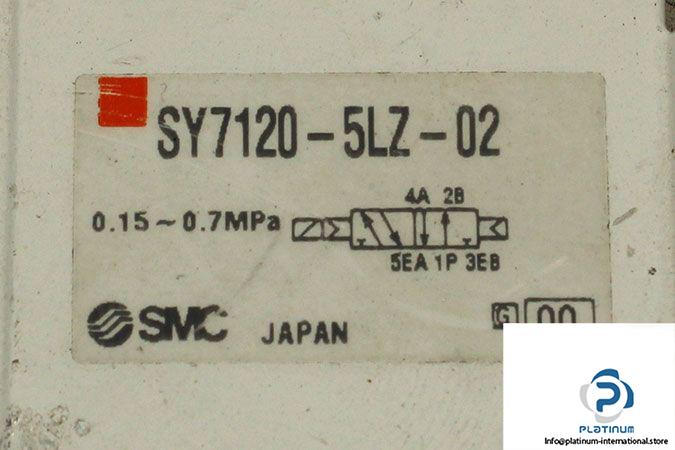 SY7120-5LZ-02
4A 2B
0.15~0.7MPa
5EA 1P 3EB
SMC JAPAN
G
PLATINUM
Info@platinum-international.store